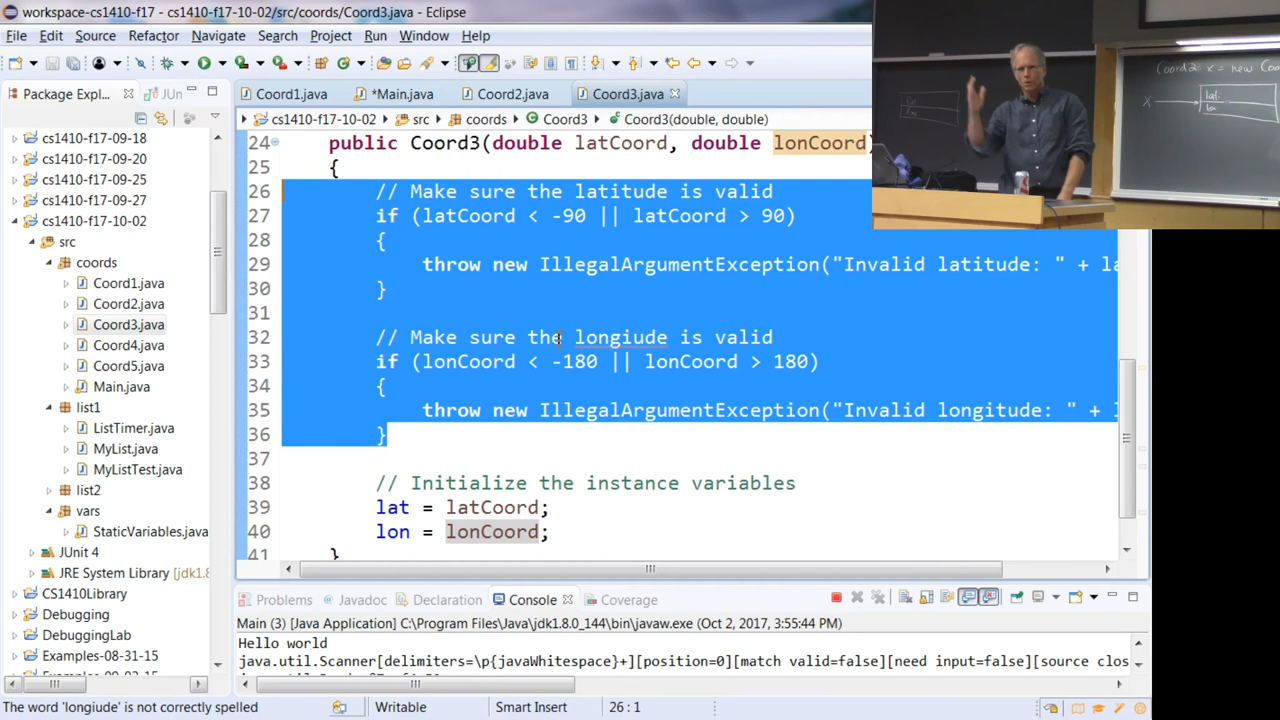 workspace-cs1410-f17 - cs1410-f17-10-02/src/coords/Coord3.java - Eclipse
File Edit Source Refactor Navigate Search Project Run Window Help
Package Expl... JUn
Coord1.java *Main.java Coord2.java Coord3.java
cs1410-f17-10-02 src coords Coord3 Coord3(double, double)
cs1410-f17-09-18
cs1410-f17-09-20
cs1410-f17-09-25
cs1410-f17-09-27
cs1410-f17-10-02
src
coords
Coord1.java
Coord2.java
Coord3.java
Coord4.java
Coord5.java
Main.java
list1
ListTimer.java
MyList.java
MyListTest.java
list2
vars
StaticVariables.java
JUnit 4
JRE System Library [jdk1.8
CS1410Library
Debugging
DebuggingLab
Examples-08-31-15
24 public Coord3(double latCoord, double lonCoord)
25 {
26 // Make sure the latitude is valid
27 if (latCoord < -90 || latCoord > 90)
28 {
29 throw new IllegalArgumentException("Invalid latitude: " + la
30 }
31
32 // Make sure the longiude is valid
33 if (lonCoord < -180 || lonCoord > 180)
34 {
35 throw new IllegalArgumentException("Invalid longitude: " + l
36 }
37
38 // Initialize the instance variables
39 lat = latCoord;
40 lon = lonCoord;
41 }
Coord2 x = new
X
lat:
lon
Problems Javadoc Declaration Console Coverage
Main (3) [Java Application] C:\Program Files\Java\jdk1.8.0_144\bin\javaw.exe (Oct 2, 2017, 3:55:44 PM)
Hello world
java.util.Scanner[delimiters=\p{javaWhitespace}+][position=0][match valid=false][need input=false][source clos
The word 'longiude' is not correctly spelled Writable Smart Insert 26 : 1